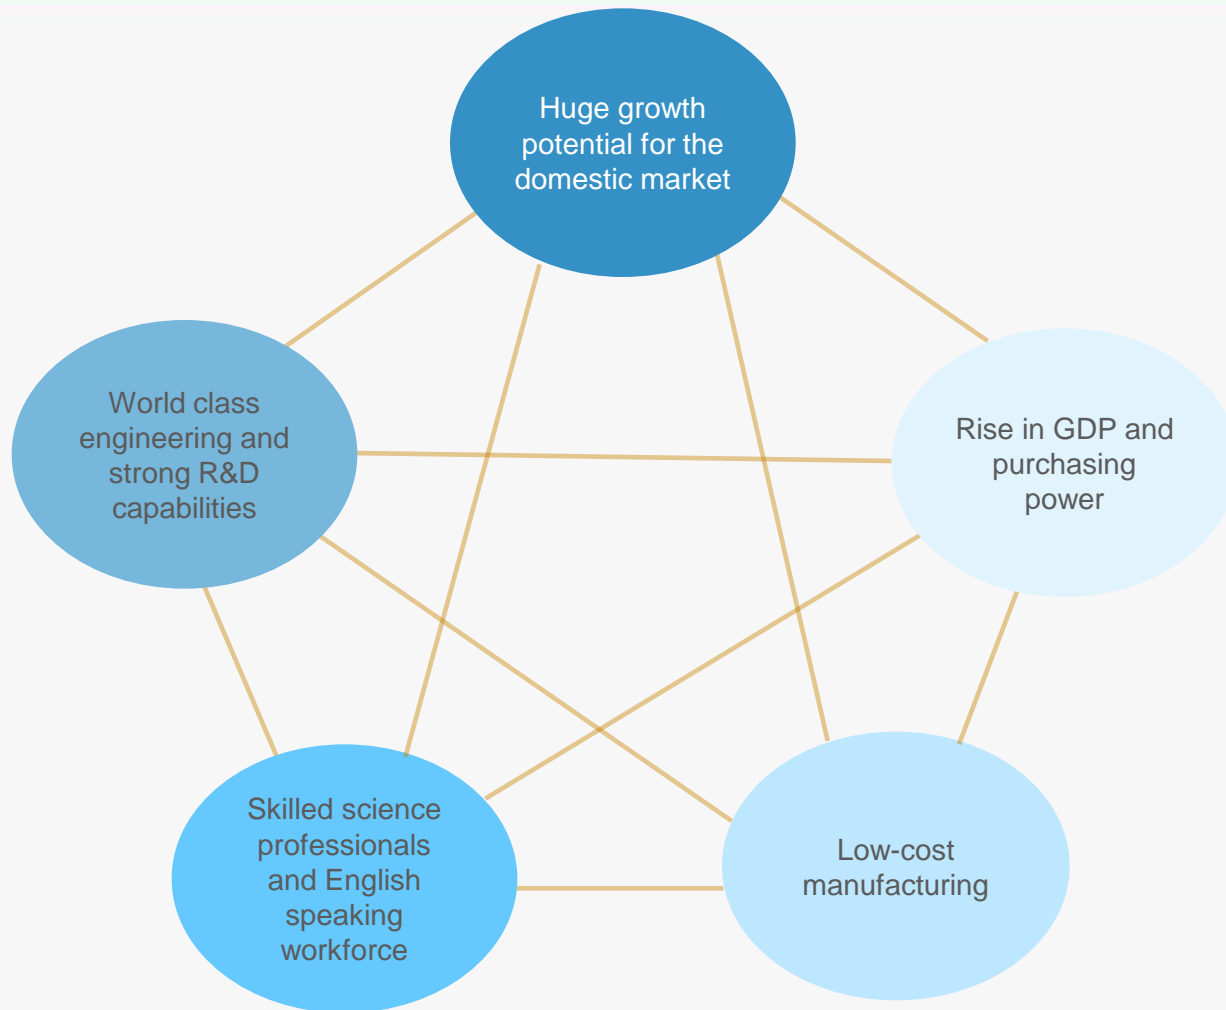 Huge growth
potential for the
domestic market
World class
engineering and
strong R&D
capabilities
Rise in GDP and
purchasing
power
Skilled science
professionals
and English
speaking
workforce
Low-cost
manufacturing